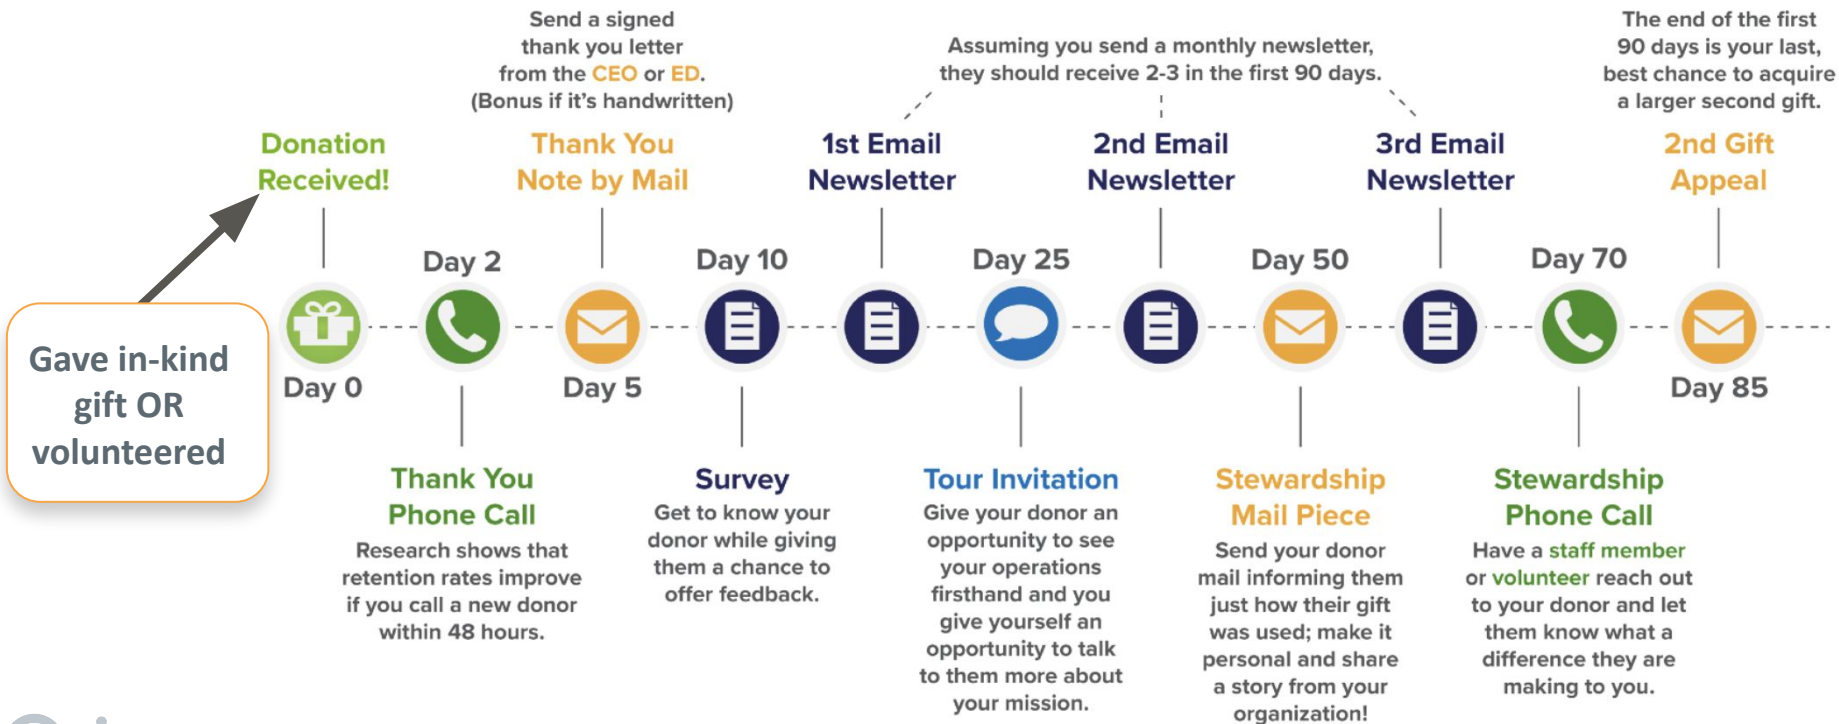 Send a signed
thank you letter
from the CEO or ED.
(Bonus if it's handwritten)
Assuming you send a monthly newsletter,
they should receive 2-3 in the first 90 days.
The end of the first
90 days is your last,
best chance to acquire
a larger second gift.
Donation
Received!
Thank You
Note by Mail
1st Email
Newsletter
2nd Email
Newsletter
3rd Email
Newsletter
2nd Gift
Appeal
Day 2
Day 10
Day 25
Day 50
Day 70
Gave in-kind
gift OR
volunteered
Day 0
Day 5
Day 85
Thank You
Phone Call
Research shows that
retention rates improve
if you call a new donor
within 48 hours.
Survey
Get to know your
donor while giving
them a chance to
offer feedback.
Tour Invitation
Give your donor an
opportunity to see
your operations
firsthand and you
give yourself an
opportunity to talk
to them more about
your mission.
Stewardship
Mail Piece
Send your donor
mail informing them
just how their gift
was used; make it
personal and share
a story from your
organization!
Stewardship
Phone Call
Have a staff member
or volunteer reach out
to your donor and let
them know what a
difference they are
making to you.